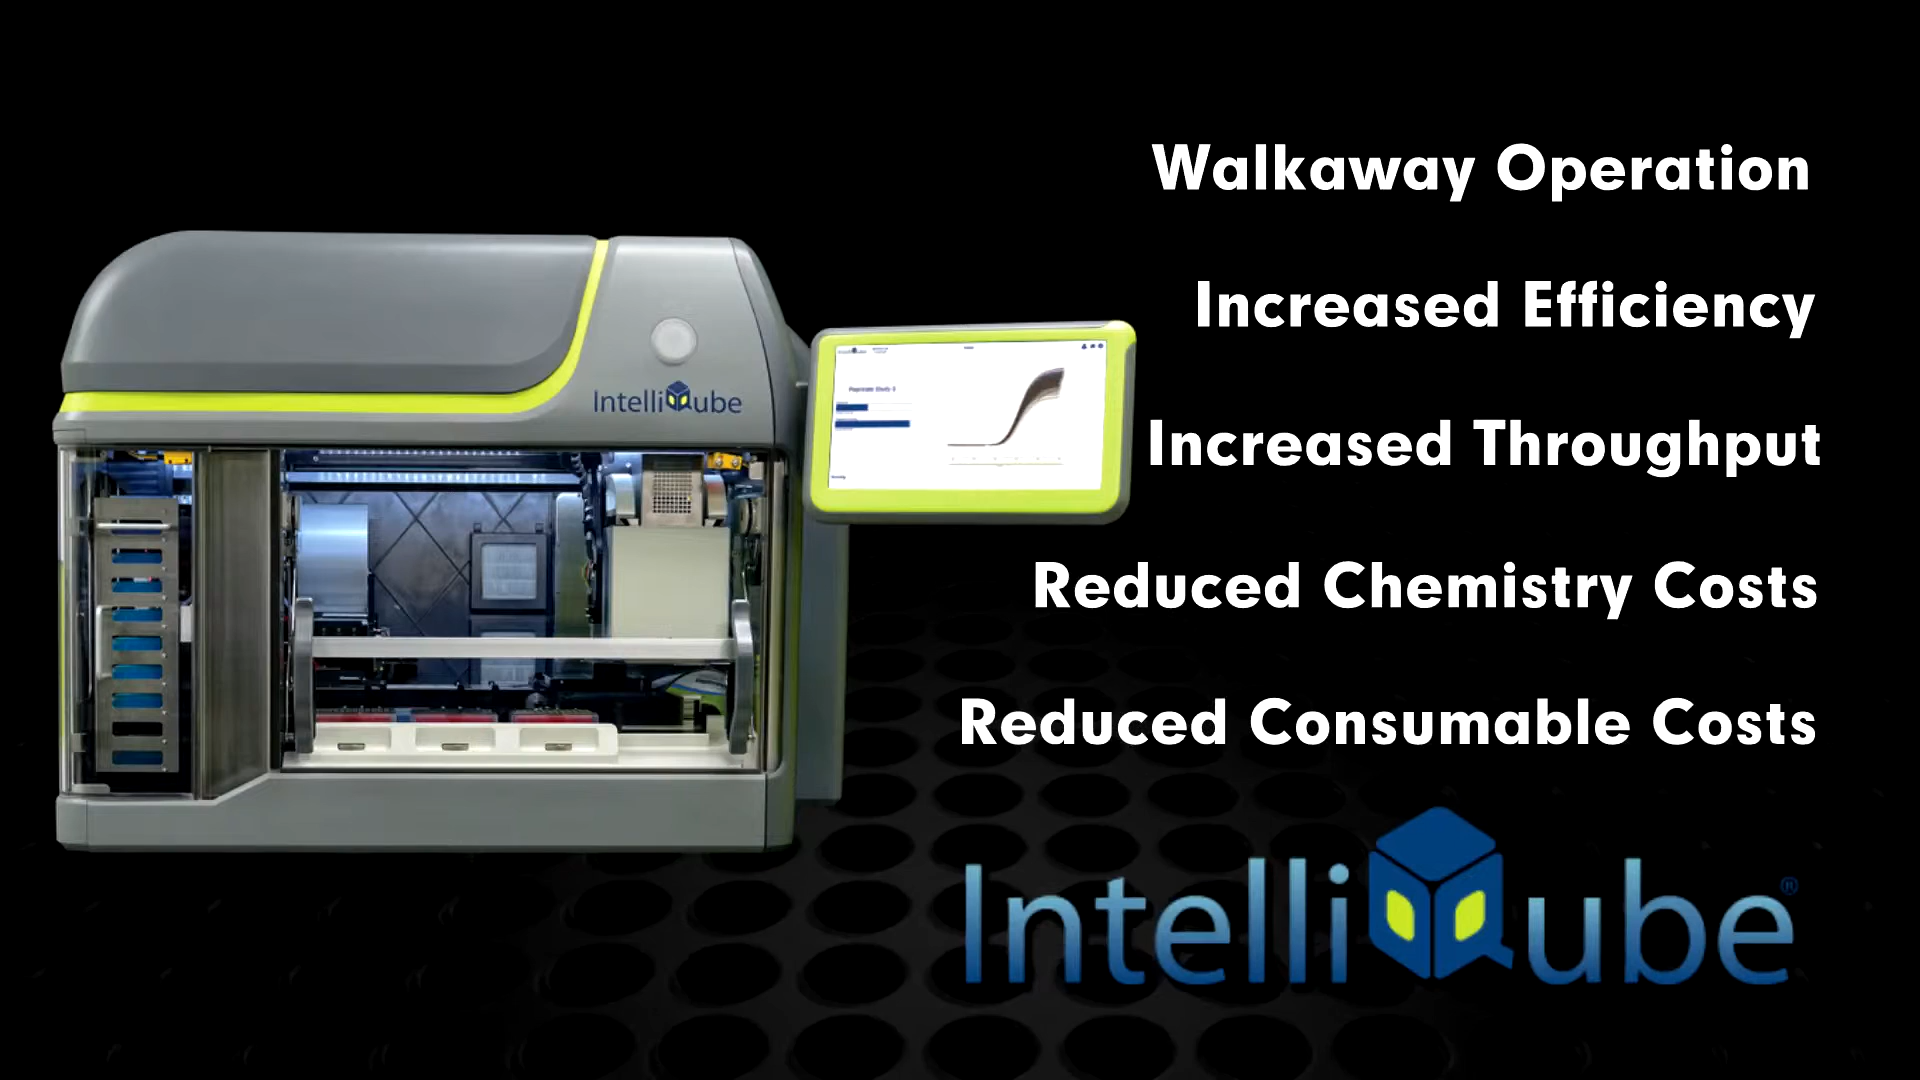 Walkaway Operation
Increased Efficiency
Increased Throughput
Reduced Chemistry Costs
Reduced Consumable Costs
IntelliQube
IntelliQube®